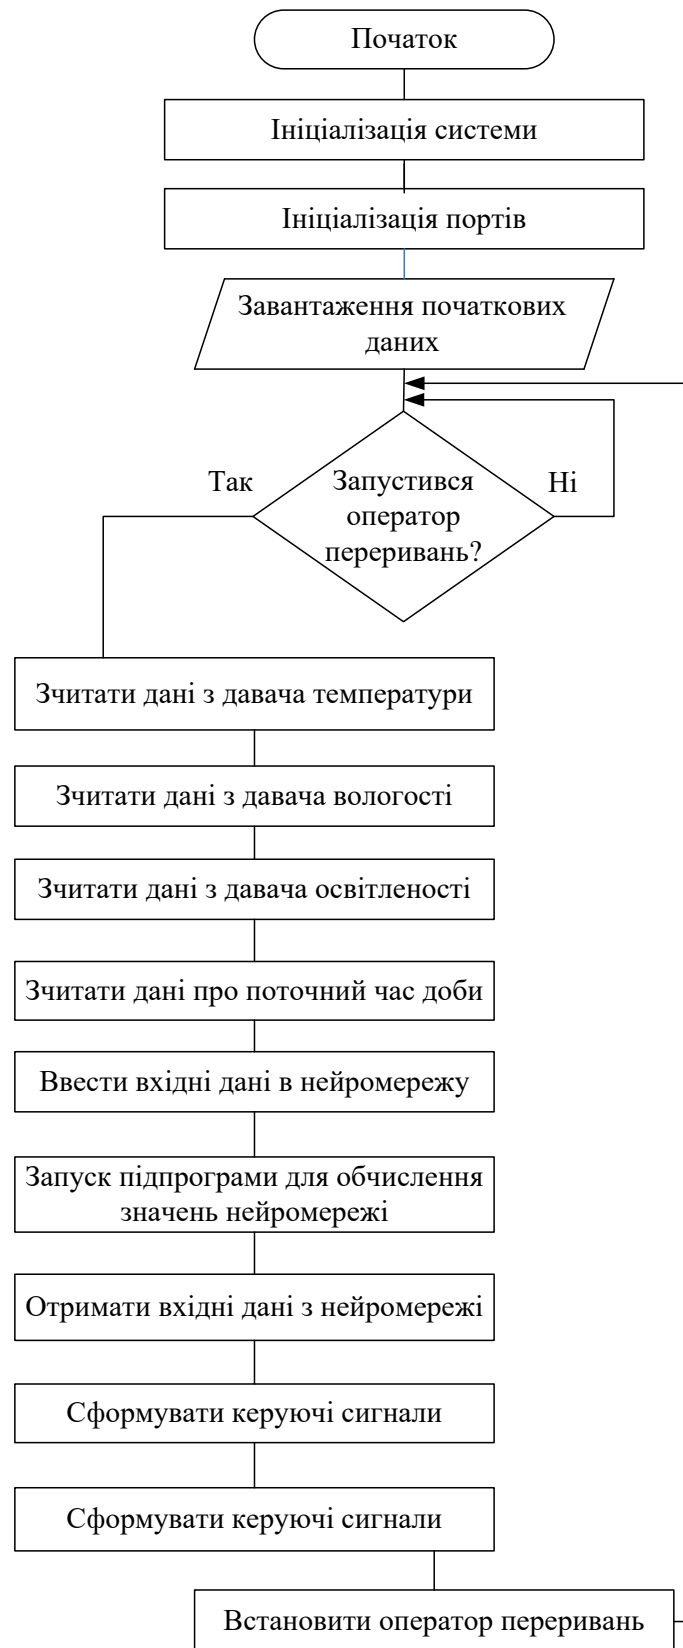 Початок
Ініціалізація системи
Ініціалізація портів
Завантаження початкових
даних
Так
Запустився
оператор
переривань?
Ні
Зчитати дані з давача температури
Зчитати дані з давача вологості
Зчитати дані з давача освітленості
Зчитати дані про поточний час доби
Ввести вхідні дані в нейромережу
Запуск підпрограми для обчислення
значень нейромережі
Отримати вхідні дані з нейромережі
Сформувати керуючі сигнали
Сформувати керуючі сигнали
Встановити оператор переривань